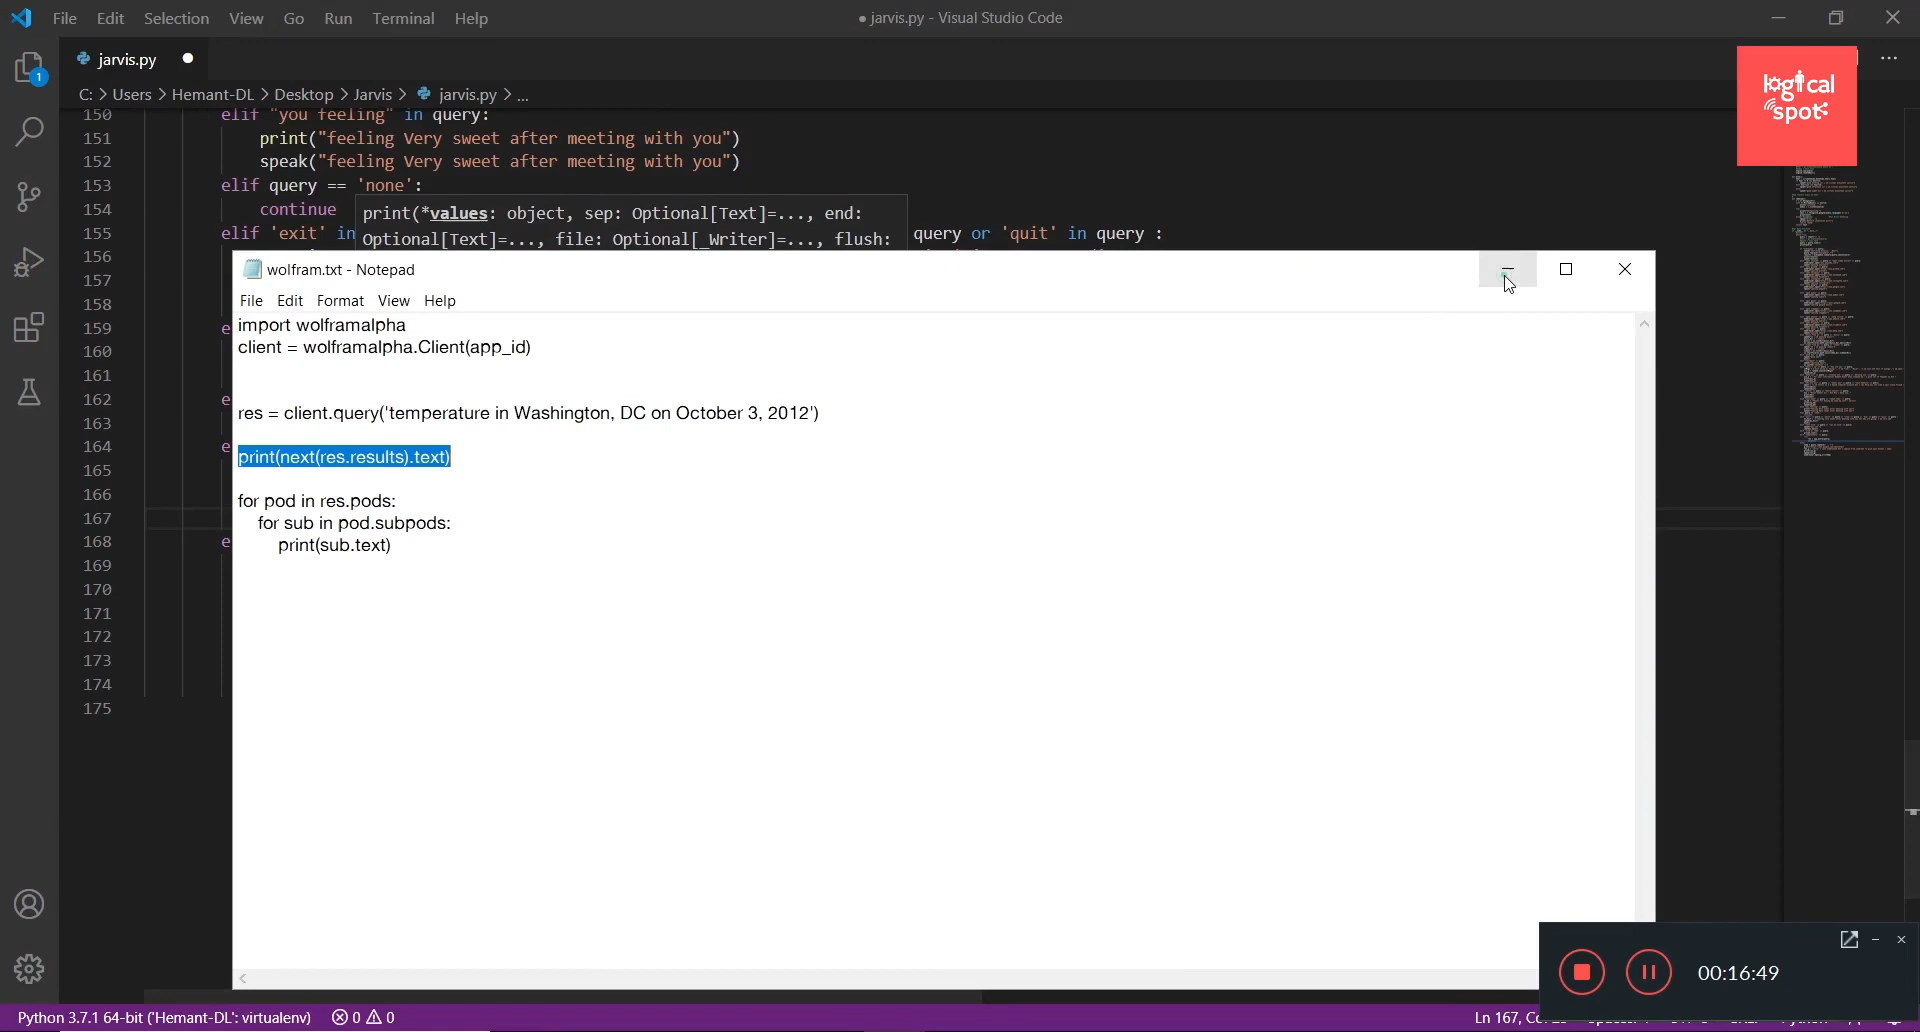 File Edit Selection View Go Run Terminal Help
● jarvis.py - Visual Studio Code
jarvis.py ●
1
C: > Users > Hemant-DL > Desktop > Jarvis > jarvis.py > ...
logical
spot
150 elif "you feeling" in query:
151 print("feeling Very sweet after meeting with you")
152 speak("feeling Very sweet after meeting with you")
153 elif query == 'none':
154 continue
print(*values: object, sep: Optional[Text]=..., end:
155 elif 'exit' in
Optional[Text]=..., file: Optional[_Writer]=..., flush:
query or 'quit' in query :
156
157
158
159 e
160
161
162 e
163
164 e
165
166
167
168 e
169
170
171
172
173
174
175
wolfram.txt - Notepad
File Edit Format View Help
import wolframalpha
client = wolframalpha.Client(app_id)
res = client.query('temperature in Washington, DC on October 3, 2012')
print(next(res.results).text)
for pod in res.pods:
for sub in pod.subpods:
print(sub.text)
00:16:49
Python 3.7.1 64-bit ('Hemant-DL': virtualenv) 0 0
Ln 167,